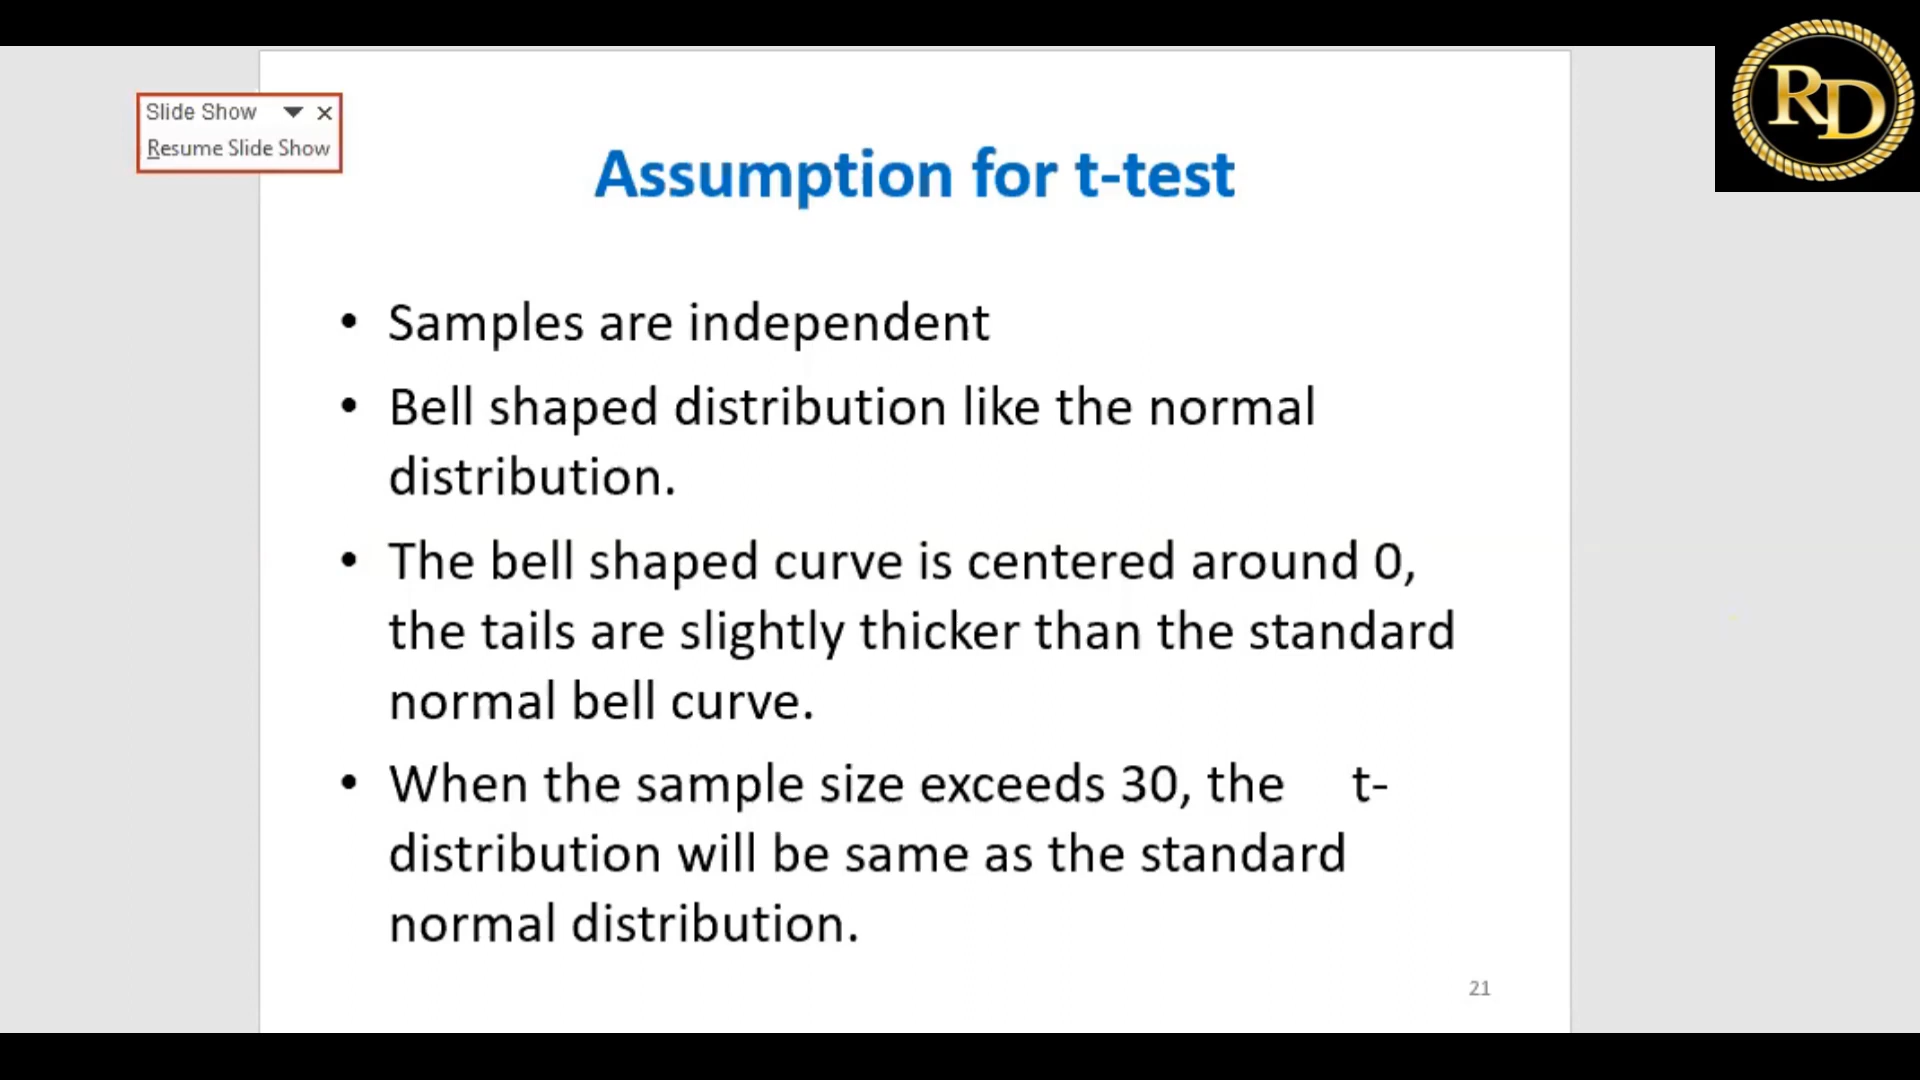 Slide Show
Resume Slide Show
RD
Assumption for t-test
• Samples are independent
• Bell shaped distribution like the normal
distribution.
• The bell shaped curve is centered around 0,
the tails are slightly thicker than the standard
normal bell curve.
• When the sample size exceeds 30, the t-
distribution will be same as the standard
normal distribution.
21